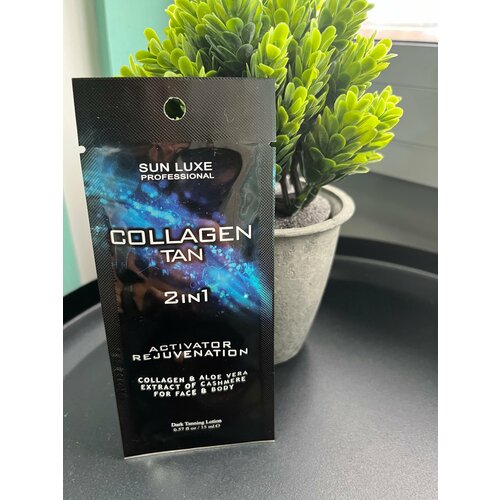 SUN LUXE
PROFESSIONAL
COLLAGEN
TAN
2IN1
ACTIVATOR
REJUVENATION
COLLAGEN & ALOE VERA
EXTRACT OF CASHMERE
FOR FACE & BODY
Dark Tanning Lotion
0.57 fl oz / 15 ml ℮